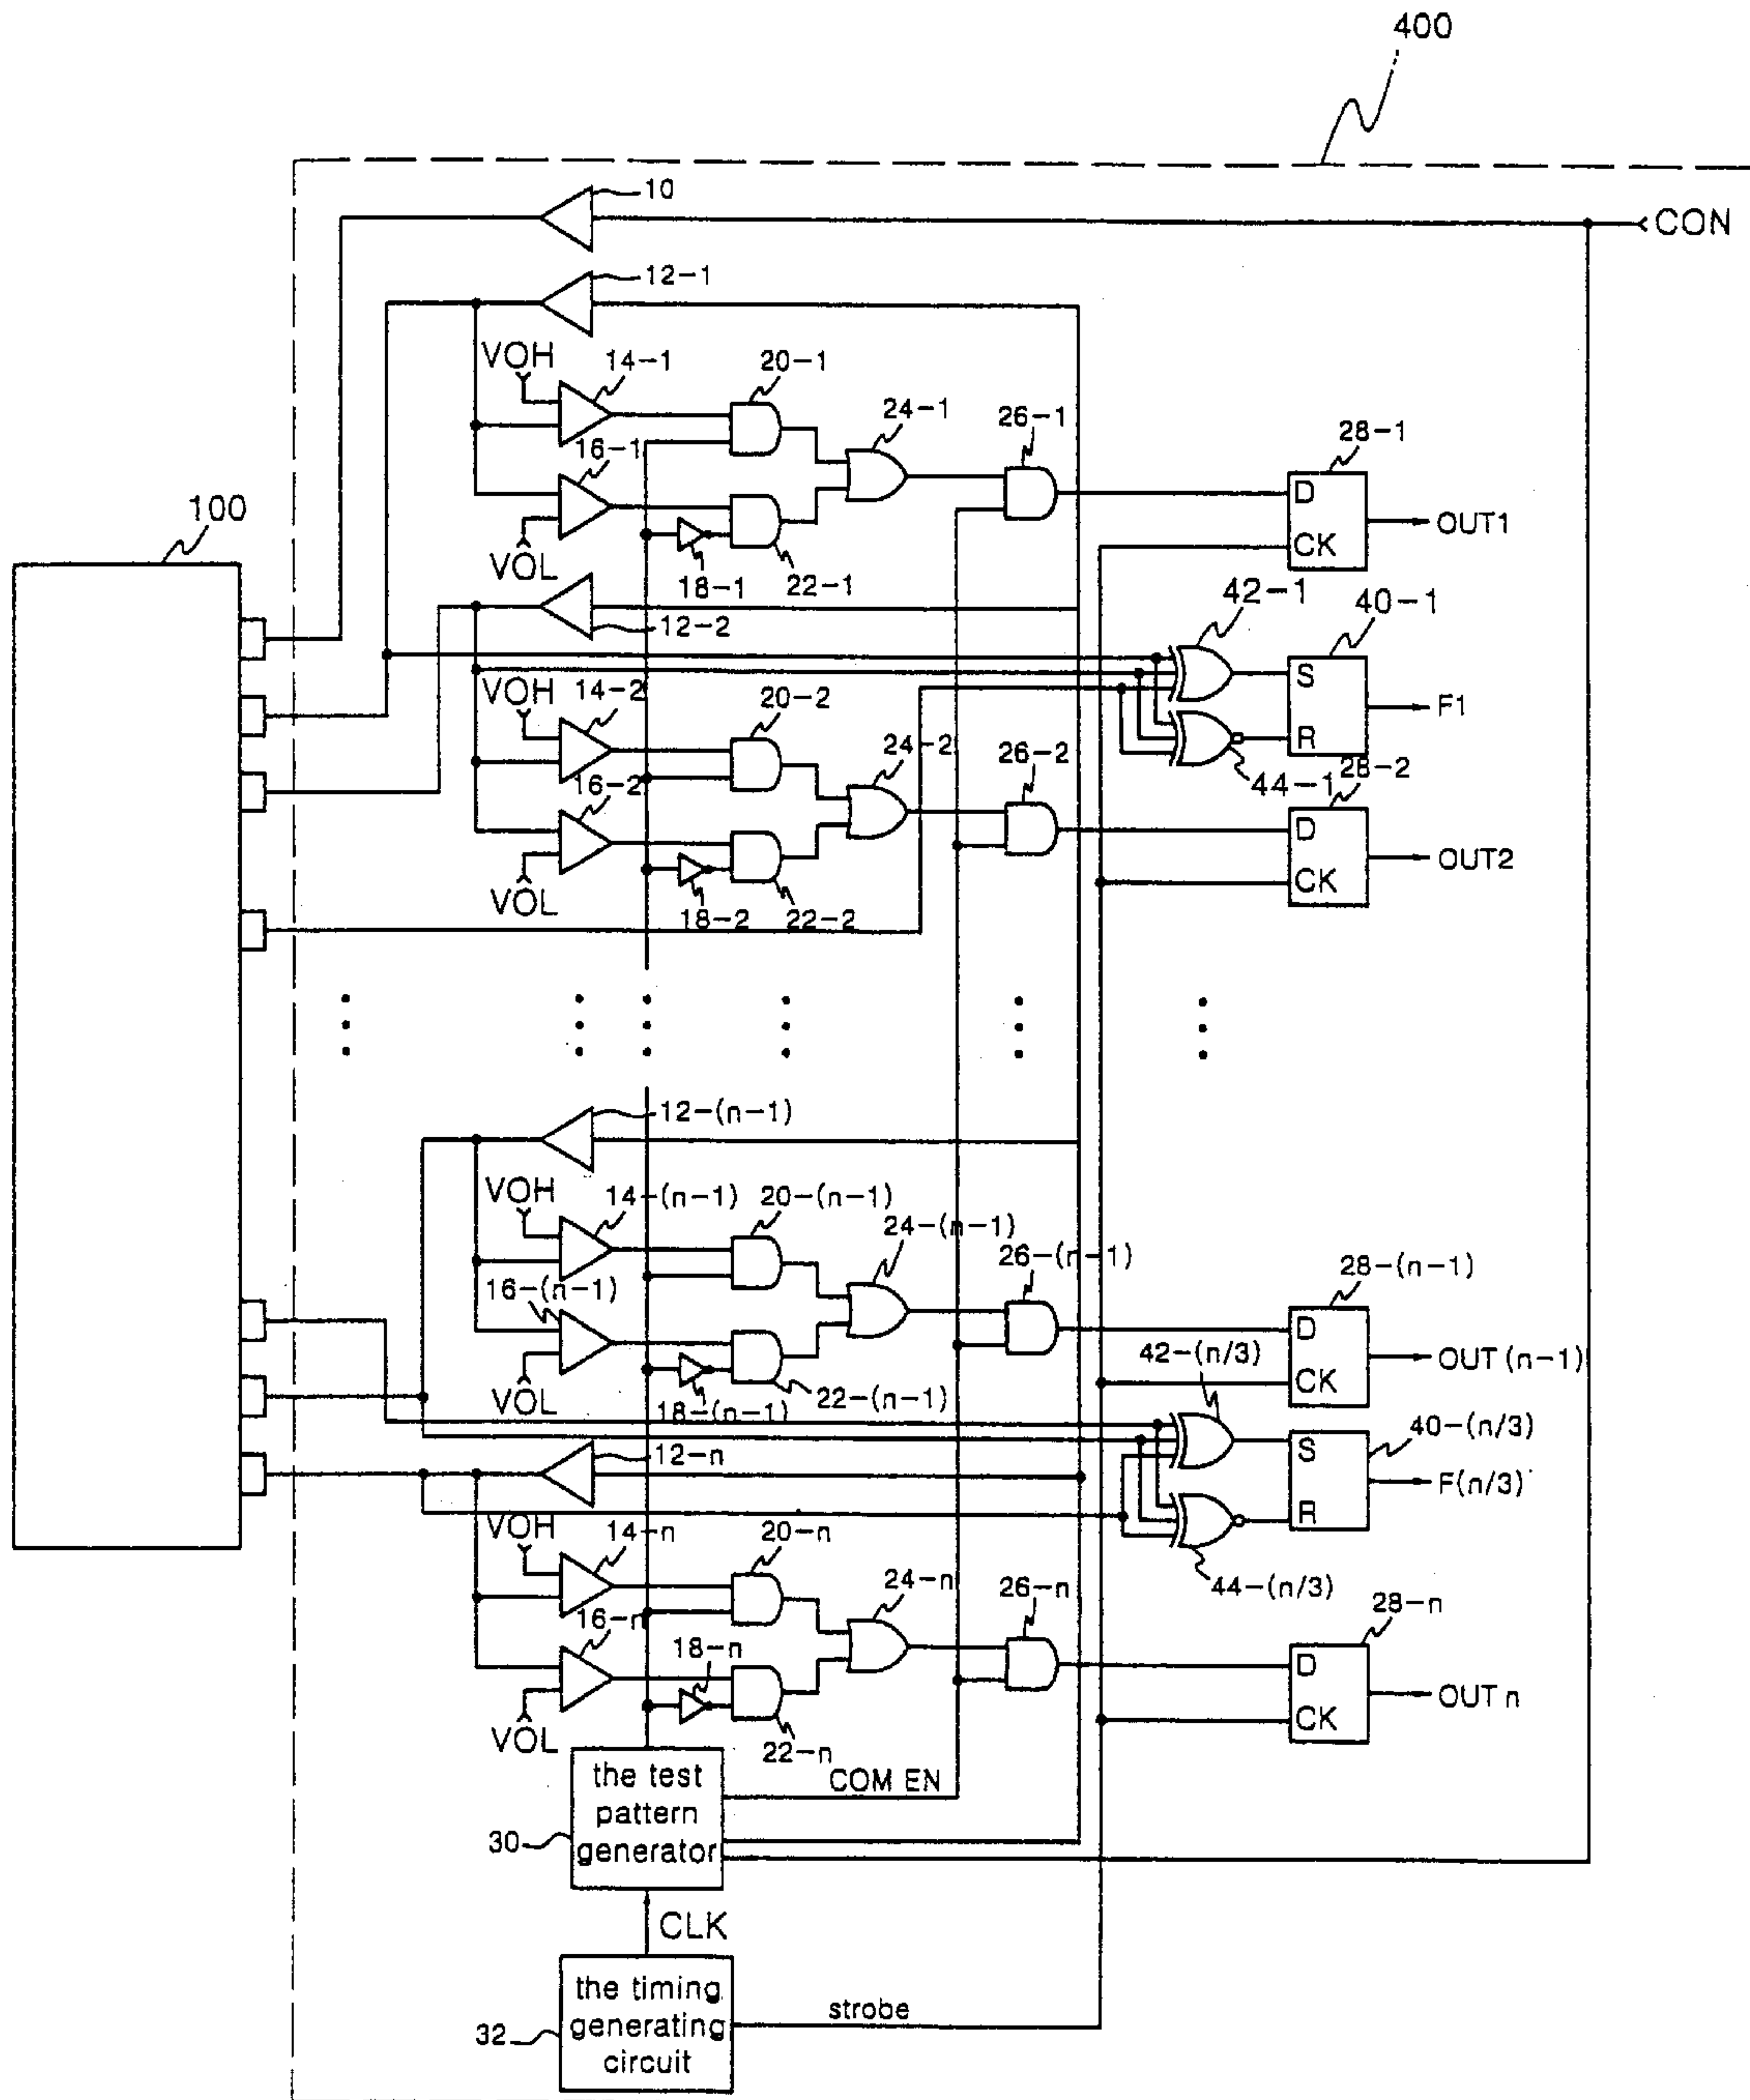 400
10
CON
12-1
VOH
14-1
20-1
24-1
26-1
28-1
16-1
D
CK
OUT1
VOL
18-1
22-1
100
12-2
42-1
40-1
S
R
F1
VOH
14-2
20-2
24-2
26-2
44-1
28-2
16-2
D
CK
OUT2
VOL
18-2
22-2
12-(n-1)
VOH
14-(n-1)
20-(n-1)
24-(n-1)
26-(n-1)
28-(n-1)
16-(n-1)
D
CK
OUT(n-1)
42-(n/3)
VOL
18-(n-1)
22-(n-1)
12-n
40-(n/3)
S
R
F(n/3)
VOH
14-n
20-n
24-n
26-n
44-(n/3)
28-n
16-n
18-n
D
CK
OUTn
VOL
22-n
the test
pattern
generator
30
COM EN
CLK
the timing
generating
circuit
32
strobe